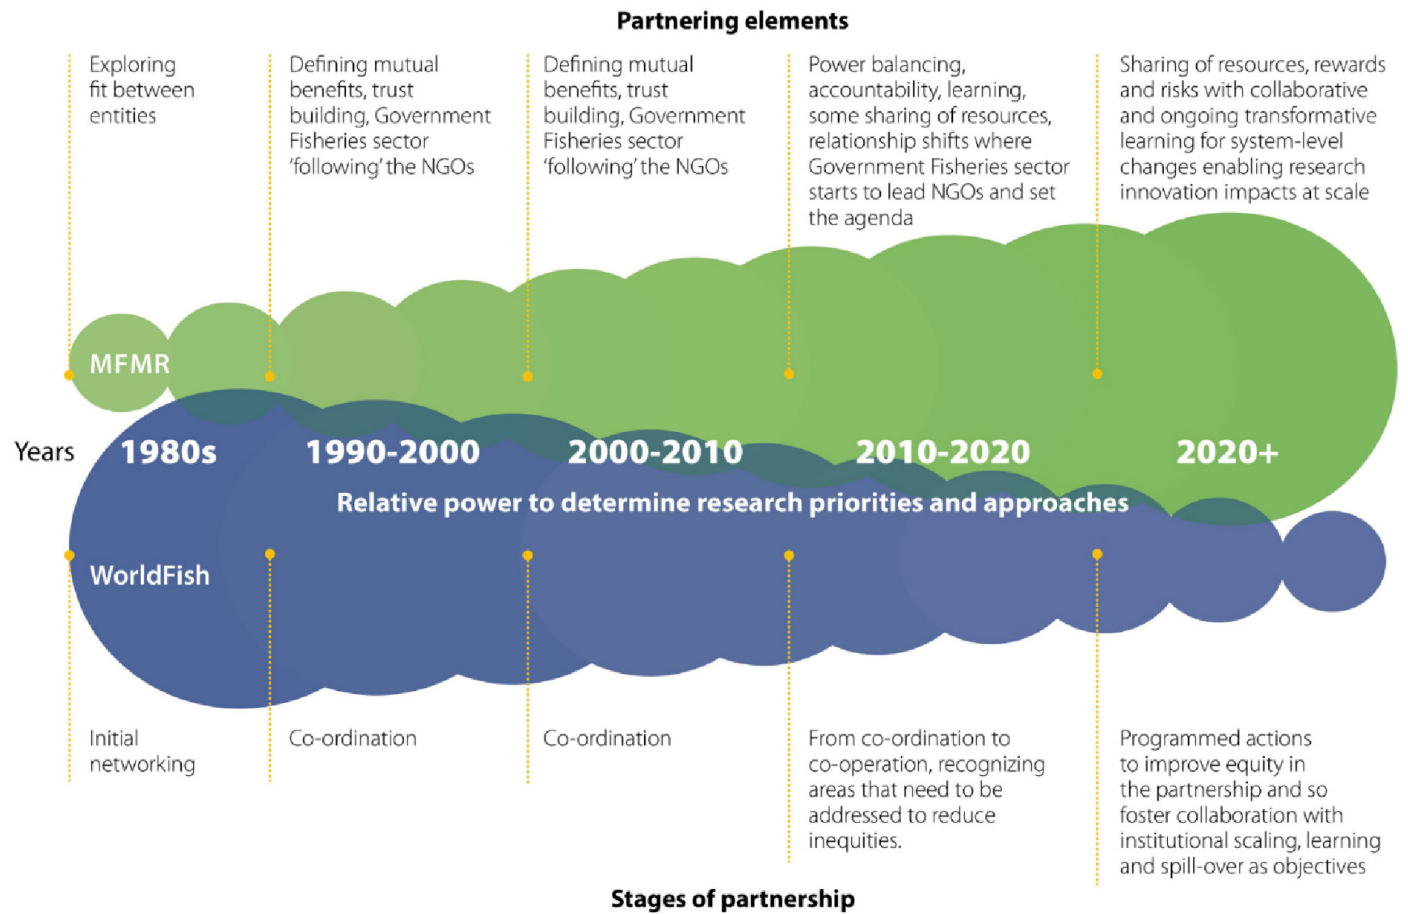 Partnering elements
Exploring
fit between
entities
Defining mutual
benefits, trust
building, Government
Fisheries sector
‘following’ the NGOs
Defining mutual
benefits, trust
building, Government
Fisheries sector
‘following’ the NGOs
Power balancing,
accountability, learning,
some sharing of resources,
relationship shifts where
Government Fisheries sector
starts to lead NGOs and set
the agenda
Sharing of resources, rewards
and risks with collaborative
and ongoing transformative
learning for system-level
changes enabling research
innovation impacts at scale
MFMR
Years
1980s
1990-2000
2000-2010
2010-2020
2020+
Relative power to determine research priorities and approaches
WorldFish
Initial
networking
Co-ordination
Co-ordination
From co-ordination to
co-operation, recognizing
areas that need to be
addressed to reduce
inequities.
Programmed actions
to improve equity in
the partnership and so
foster collaboration with
institutional scaling, learning
and spill-over as objectives
Stages of partnership